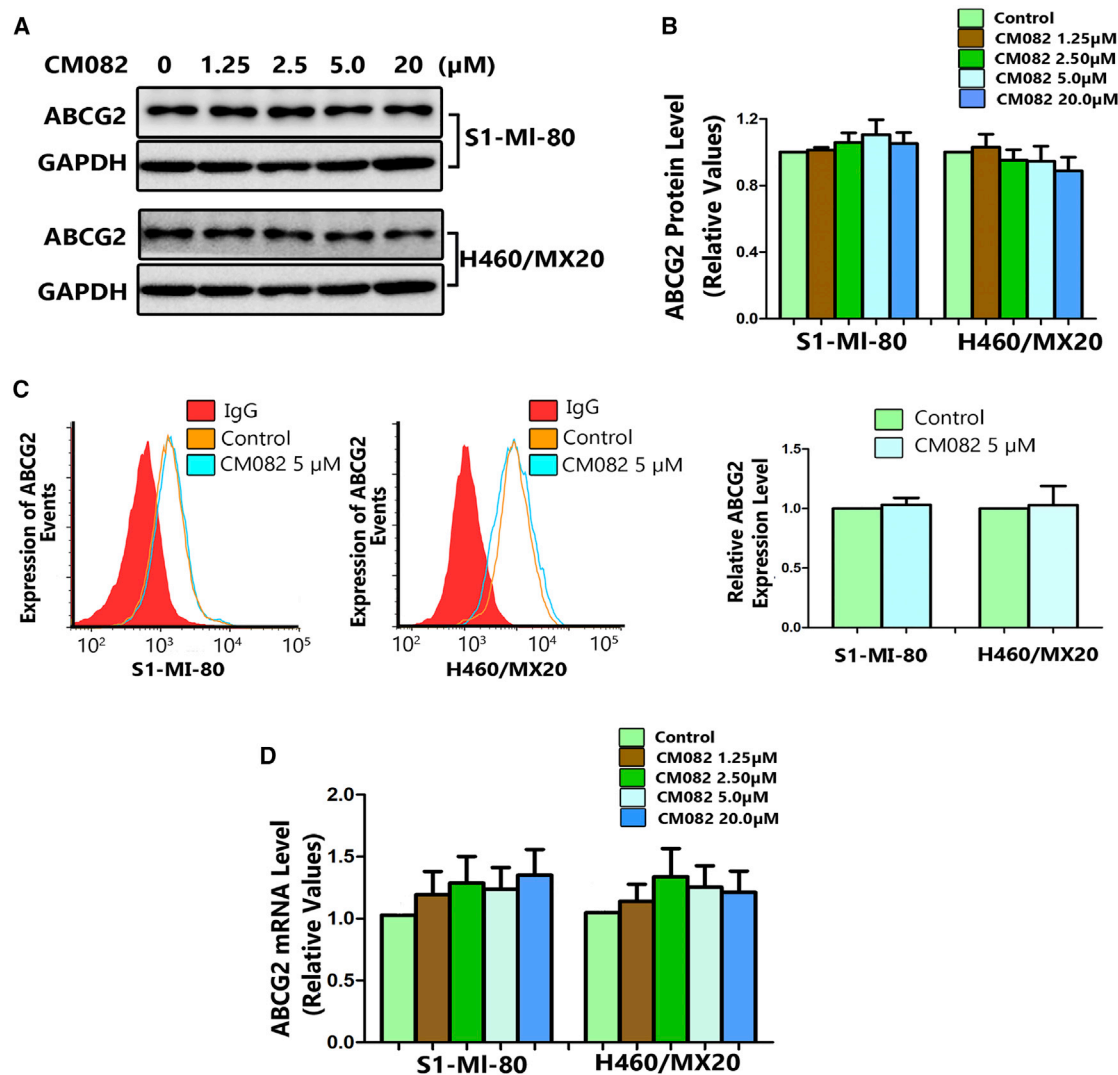 A
CM082 0 1.25 2.5 5.0 20 (μM)
ABCG2
GAPDH
S1-MI-80
ABCG2
GAPDH
H460/MX20
B
Control
CM082 1.25μM
CM082 2.50μM
CM082 5.0μM
CM082 20.0μM
ABCG2 Protein Level
(Relative Values)
1.2
0.9
0.6
0.3
0.0
S1-MI-80 H460/MX20
C
IgG
Control
CM082 5 μM
Expression of ABCG2
Events
10² 10³ 10⁴ 10⁵
S1-MI-80
IgG
Control
CM082 5 μM
Expression of ABCG2
Events
10² 10³ 10⁴ 10⁵
H460/MX20
Control
CM082 5 μM
Relative ABCG2
Expression Level
1.5
1.0
0.5
0.0
S1-MI-80 H460/MX20
D
Control
CM082 1.25μM
CM082 2.50μM
CM082 5.0μM
CM082 20.0μM
ABCG2 mRNA Level
(Relative Values)
2.0
1.5
1.0
0.5
0.0
S1-MI-80 H460/MX20